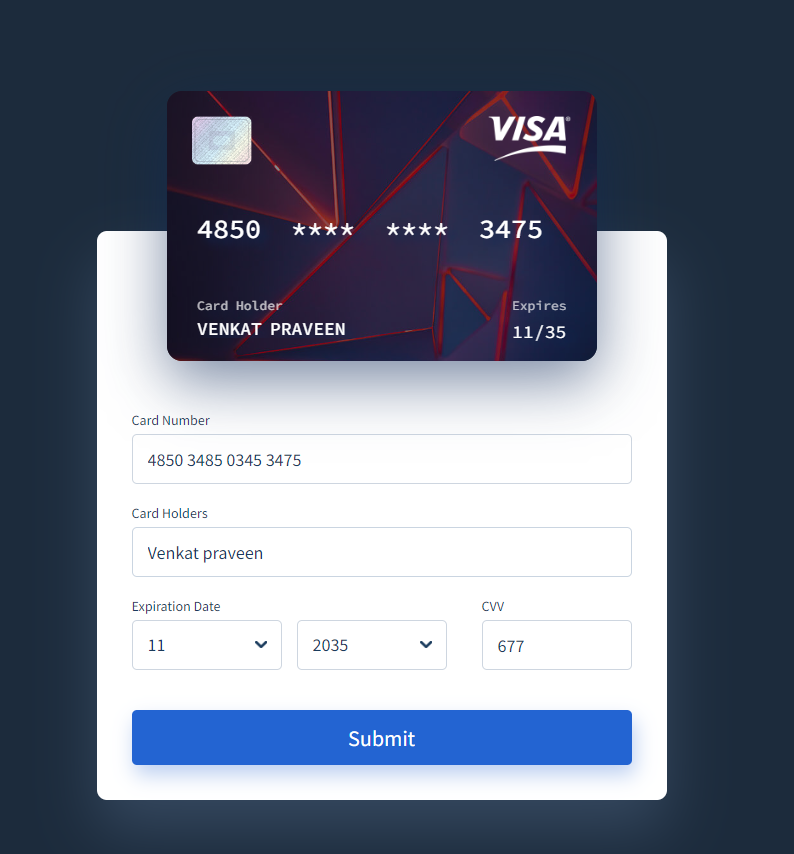 VISA®
4850 **** **** 3475
Card Holder Expires
VENKAT PRAVEEN 11/35
Card Number
4850 3485 0345 3475
Card Holders
Venkat praveen
Expiration Date CVV
11 2035 677
Submit